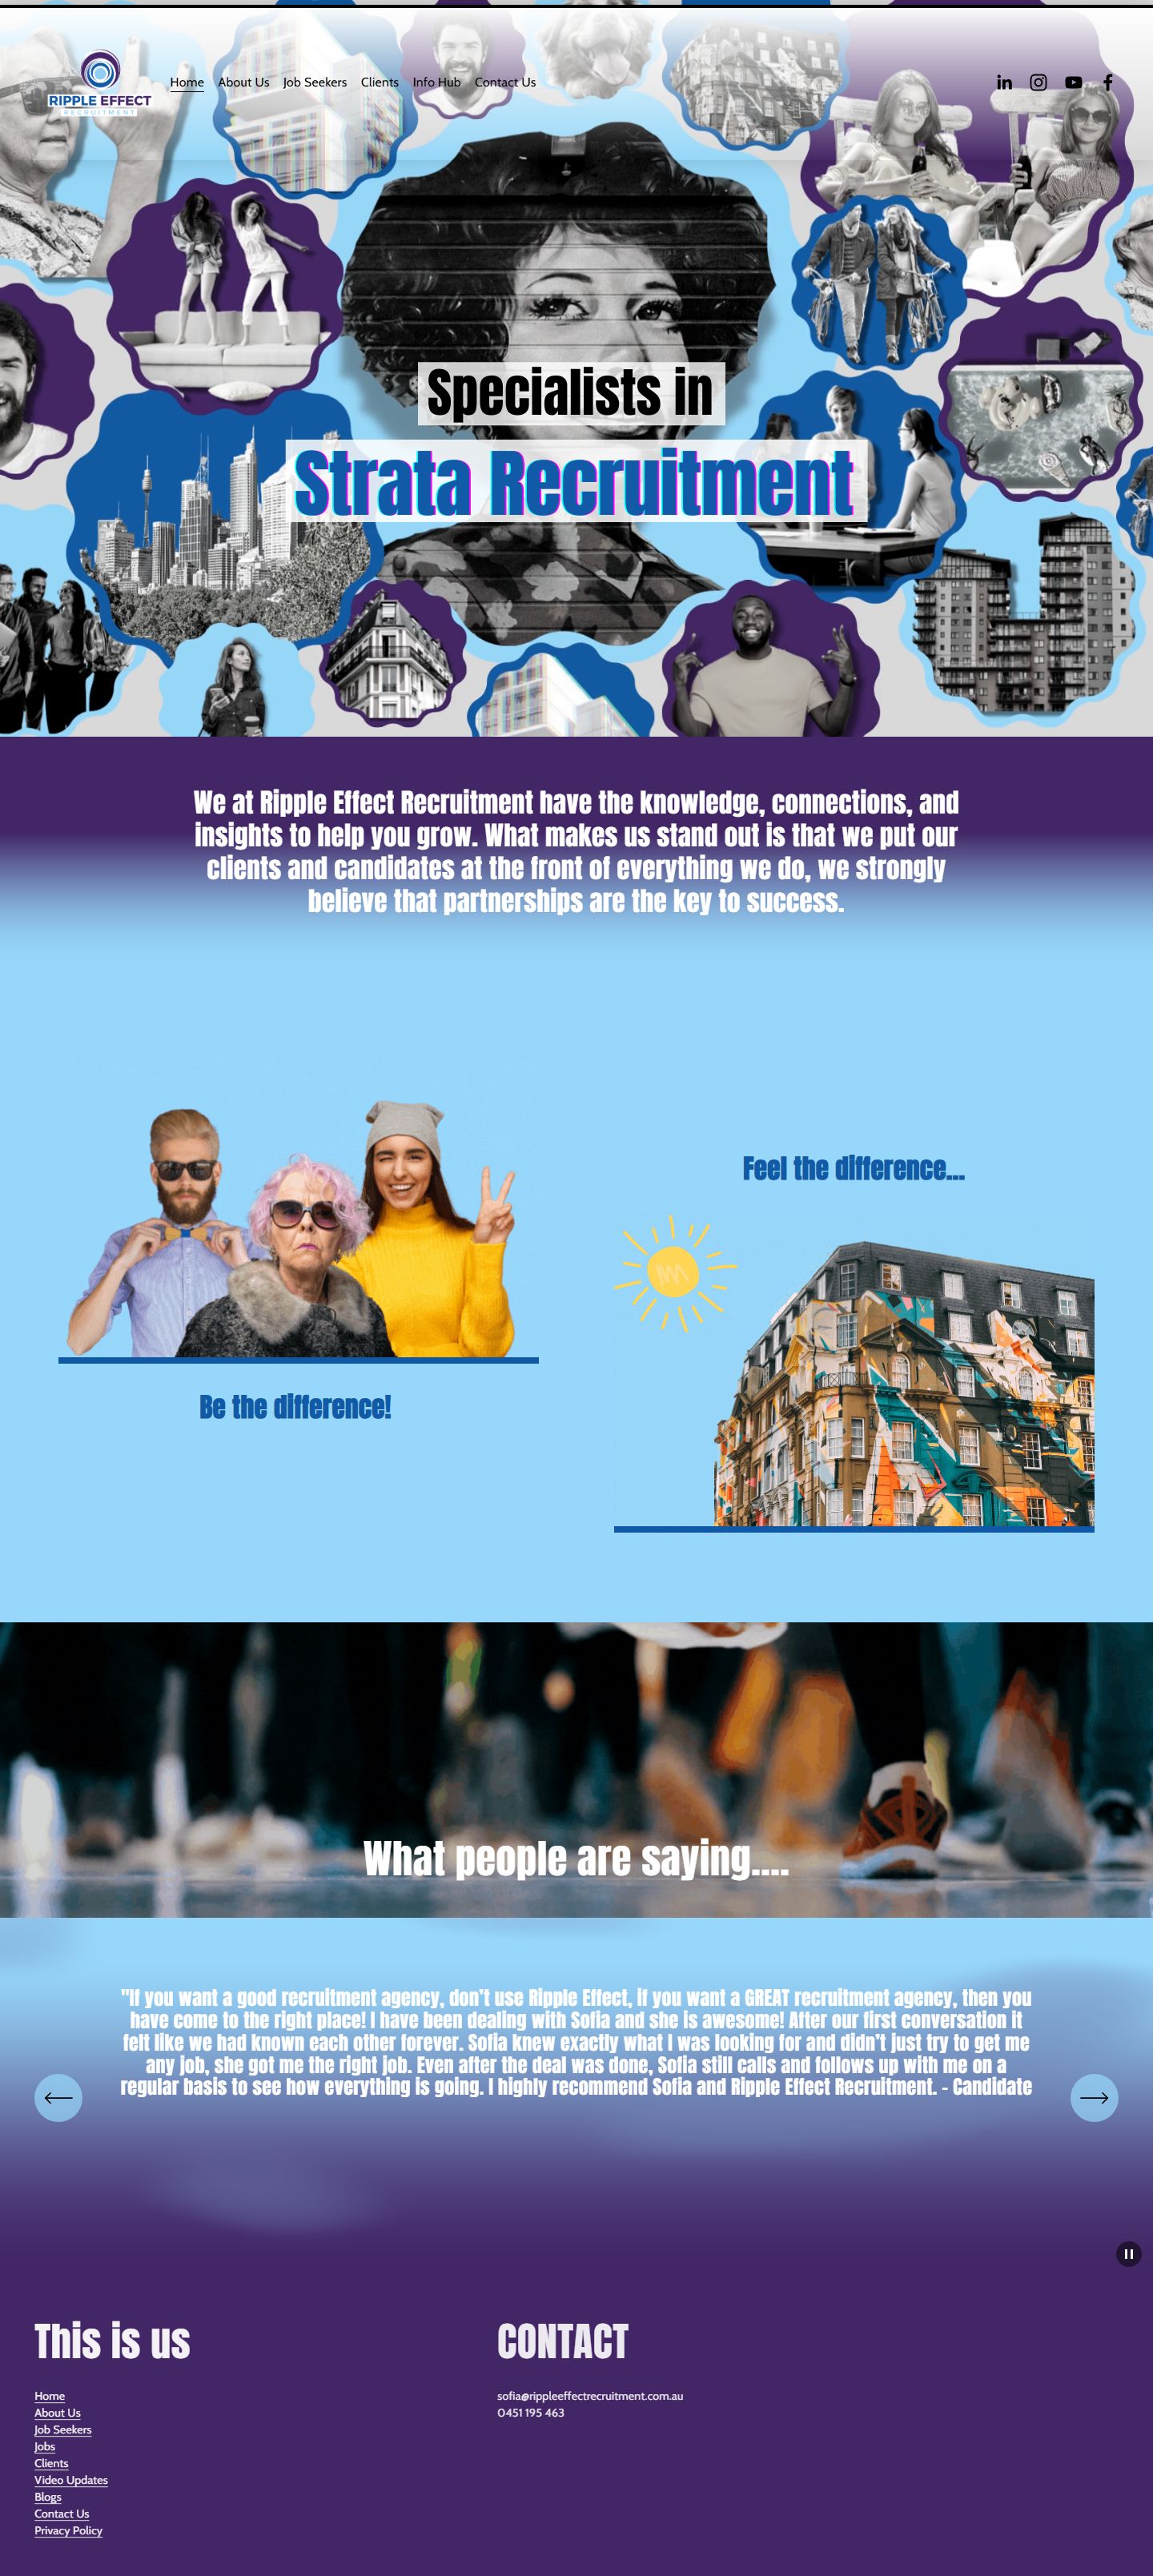 RIPPLE EFFECT
RECRUITMENT
Home About Us Job Seekers Clients Info Hub Contact Us
Specialists in
Strata Recruitment
We at Ripple Effect Recruitment have the knowledge, connections, and
insights to help you grow. What makes us stand out is that we put our
clients and candidates at the front of everything we do, we strongly
believe that partnerships are the key to success.
Feel the difference...
Be the difference!
What people are saying....
"If you want a good recruitment agency, don't use Ripple Effect, if you want a GREAT recruitment agency, then you
have come to the right place! I have been dealing with Sofia and she is awesome! After our first conversation it
felt like we had known each other forever. Sofia knew exactly what I was looking for and didn't just try to get me
any job, she got me the right job. Even after the deal was done, Sofia still calls and follows up with me on a
regular basis to see how everything is going. I highly recommend Sofia and Ripple Effect Recruitment. - Candidate
This is us
Home
About Us
Job Seekers
Jobs
Clients
Video Updates
Blogs
Contact Us
Privacy Policy
CONTACT
sofia@rippleeffectrecruitment.com.au
0451 195 463